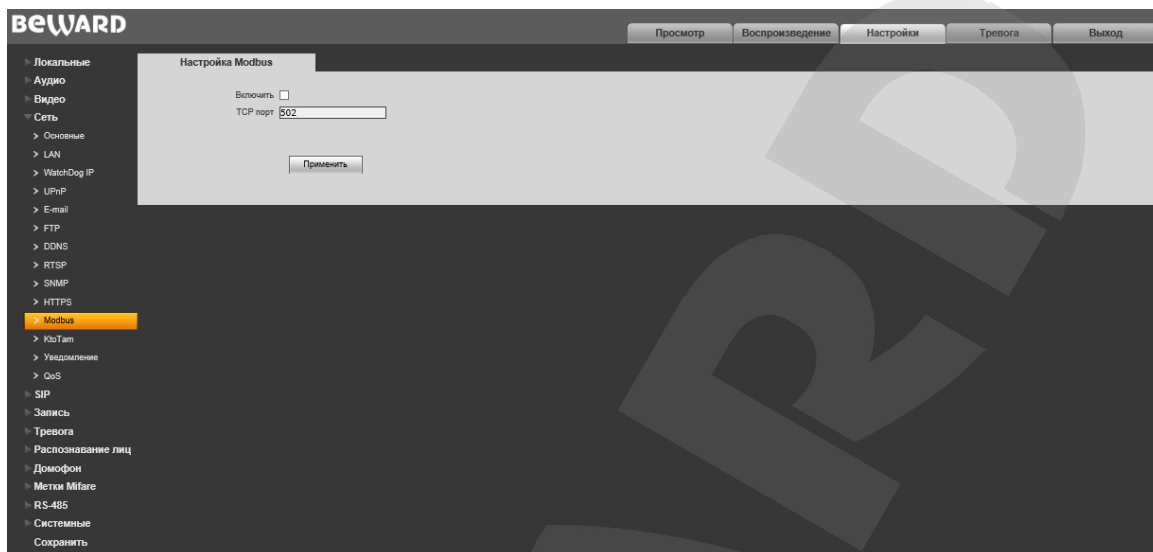 BEWARD
Просмотр
Воспроизведение
Настройки
Тревога
Выход
Локальные
Аудио
Видео
Сеть
> Основные
> LAN
> WatchDog IP
> UPnP
> E-mail
> FTP
> DDNS
> RTSP
> SNMP
> HTTPS
> Modbus
> KtoTam
> Уведомление
> QoS
SIP
Запись
Тревога
Распознавание лиц
Домофон
Метки Mifare
RS-485
Системные
Сохранить
Настройка Modbus
Включить
TCP порт 502
Применить
RD